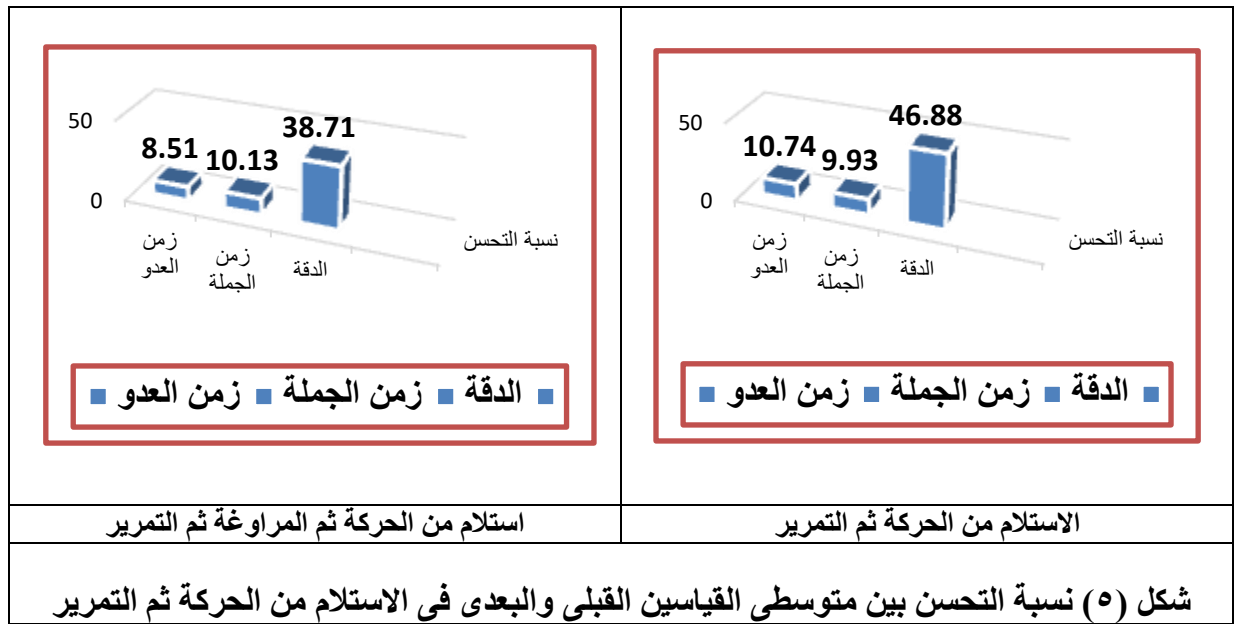 50
0
46.88
10.74
9.93
زمن
العدو
زمن
الجملة
الدقة
نسبة التحسن
■ الدقة ■ زمن الجملة ■ زمن العدو
الاستلام من الحركة ثم التمرير
50
0
38.71
8.51
10.13
زمن
العدو
زمن
الجملة
الدقة
نسبة التحسن
■ الدقة ■ زمن الجملة ■ زمن العدو
استلام من الحركة ثم المراوغة ثم التمرير
شكل (٥) نسبة التحسن بين متوسطى القياسين القبلى والبعدى في الاستلام من الحركة ثم التمرير